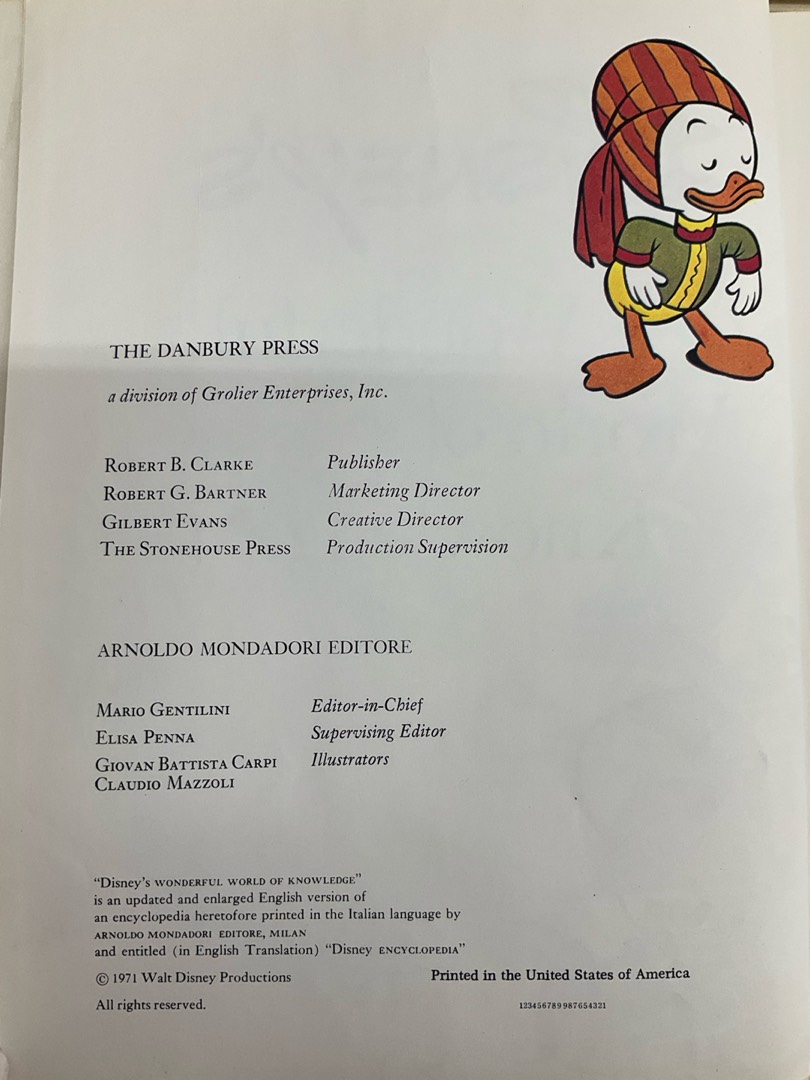 THE DANBURY PRESS
a division of Grolier Enterprises, Inc.
ROBERT B. CLARKE Publisher
ROBERT G. BARTNER Marketing Director
GILBERT EVANS Creative Director
THE STONEHOUSE PRESS Production Supervision
ARNOLDO MONDADORI EDITORE
MARIO GENTILINI Editor-in-Chief
ELISA PENNA Supervising Editor
GIOVAN BATTISTA CARPI Illustrators
CLAUDIO MAZZOLI
“Disney’s WONDERFUL WORLD OF KNOWLEDGE”
is an updated and enlarged English version of
an encyclopedia heretofore printed in the Italian language by
ARNOLDO MONDADORI EDITORE, MILAN
and entitled (in English Translation) “Disney ENCYCLOPEDIA”
© 1971 Walt Disney Productions Printed in the United States of America
All rights reserved. 123456789987654321